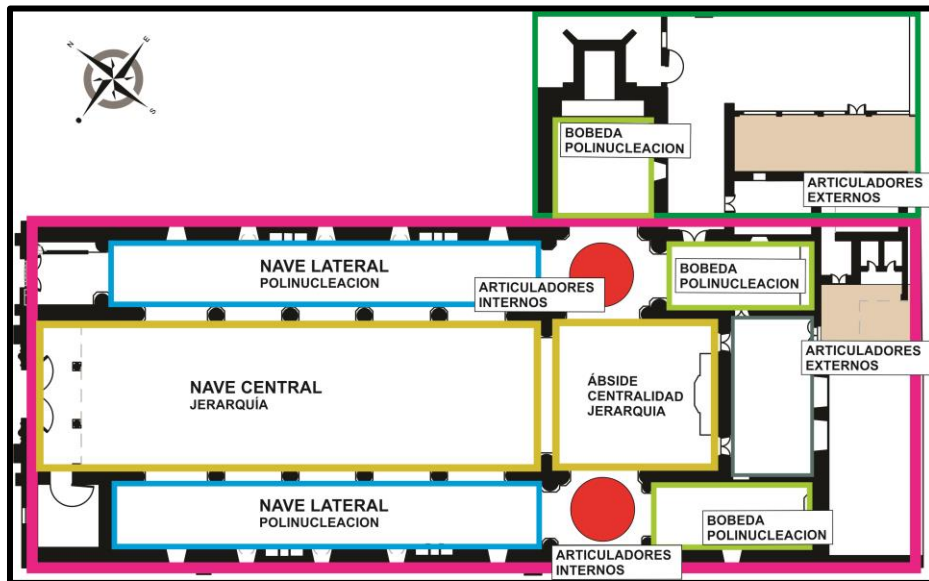 N
E
S
BOBEDA
POLINUCLEACION
ARTICULADORES
EXTERNOS
NAVE LATERAL
POLINUCLEACION
ARTICULADORES
INTERNOS
BOBEDA
POLINUCLEACION
ARTICULADORES
EXTERNOS
NAVE CENTRAL
JERARQUÍA
ÁBSIDE
CENTRALIDAD
JERARQUIA
NAVE LATERAL
POLINUCLEACION
BOBEDA
POLINUCLEACION
ARTICULADORES
INTERNOS